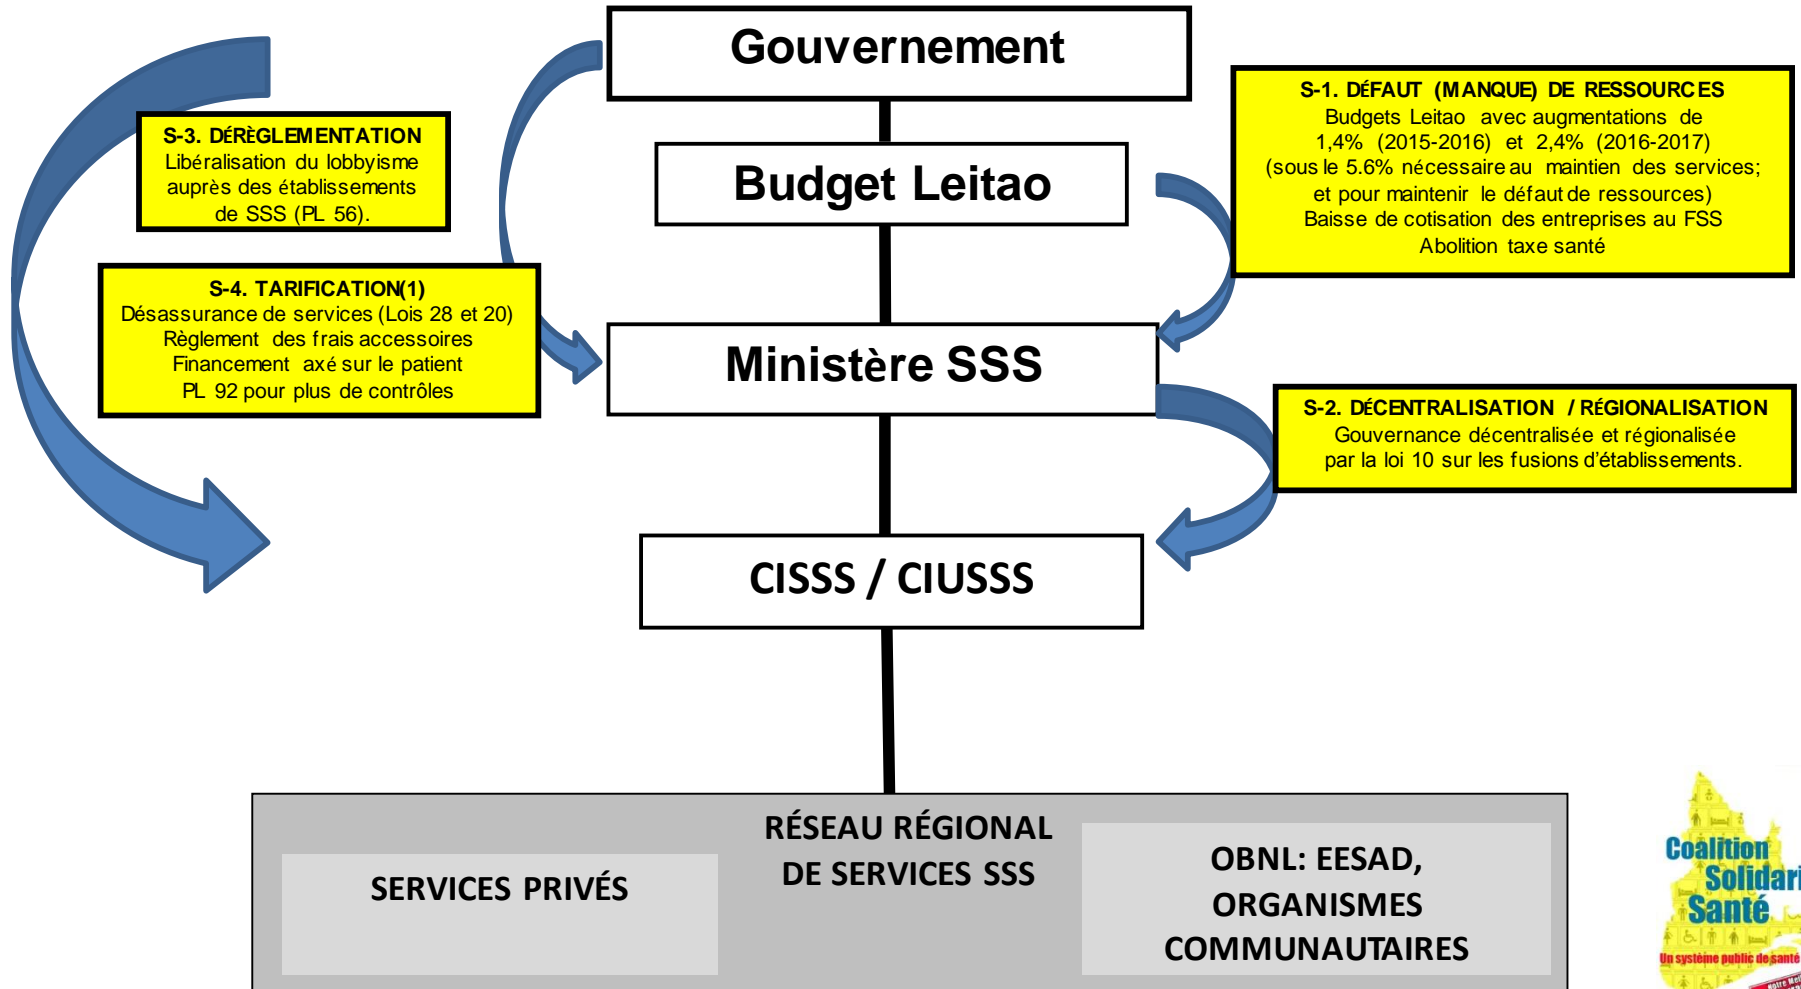 Gouvernement
S-3. DÉRÈGLEMENTATION
Libéralisation du lobbyisme
auprès des établissements
de SSS (PL 56).
Budget Leitao
S-1. DÉFAUT (MANQUE) DE RESSOURCES
Budgets Leitao avec augmentations de
1,4% (2015-2016) et 2,4% (2016-2017)
(sous le 5.6% nécessaire au maintien des services;
et pour maintenir le défaut de ressources)
Baisse de cotisation des entreprises au FSS
Abolition taxe santé
S-4. TARIFICATION(1)
Désassurance de services (Lois 28 et 20)
Règlement des frais accessoires
Financement axé sur le patient
PL 92 pour plus de contrôles
Ministère SSS
S-2. DÉCENTRALISATION / RÉGIONALISATION
Gouvernance décentralisée et régionalisée
par la loi 10 sur les fusions d'établissements.
CISSS / CIUSSS
RÉSEAU RÉGIONAL
DE SERVICES SSS
SERVICES PRIVÉS
OBNL: EESAD,
ORGANISMES
COMMUNAUTAIRES
Coalition
Solidari
Santé
Un système public de santé